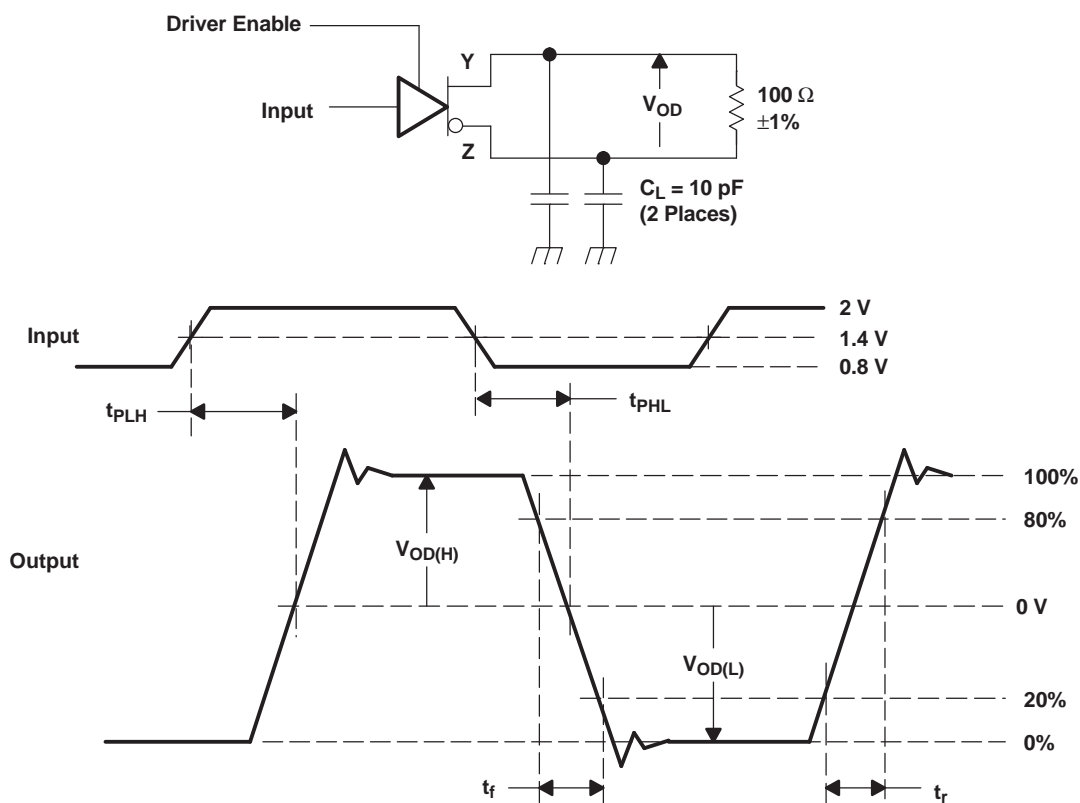 Driver Enable
Y
Input
V_OD
100 Ω
±1%
Z
C_L = 10 pF
(2 Places)
2 V
Input
1.4 V
0.8 V
t_PLH
t_PHL
100%
80%
V_OD(H)
Output
0 V
V_OD(L)
20%
0%
t_f
t_r